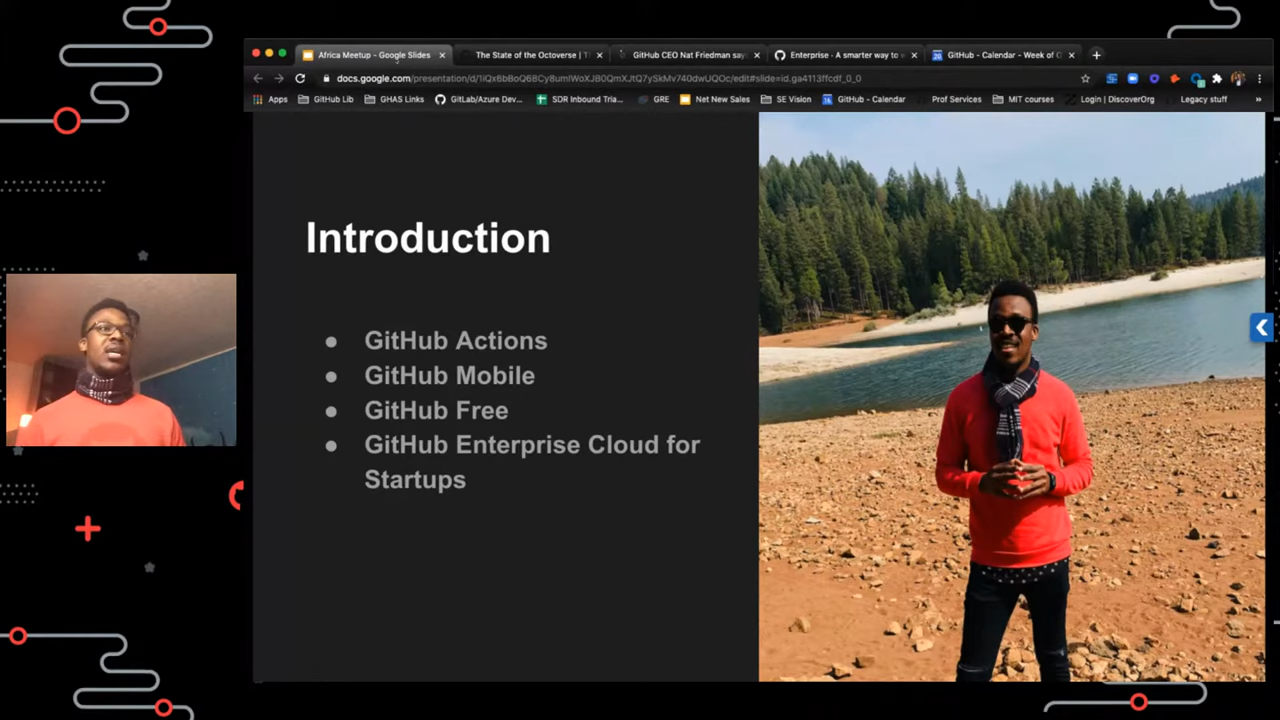 Africa Meetup - Google Slides
The State of the Octoverse | T
GitHub CEO Nat Friedman say
Enterprise - A smarter way to w
GitHub - Calendar - Week of O
docs.google.com/presentation/d/
/edit#slide=id.ga4113ffcdf_0_0
Apps
GitHub Lib
GHAS Links
GitLab/Azure Dev...
SDR Inbound Tria...
GRE
Net New Sales
SE Vision
GitHub - Calendar
Prof Services
MIT courses
Login | DiscoverOrg
Legacy stuff
»
Introduction
● GitHub Actions
● GitHub Mobile
● GitHub Free
● GitHub Enterprise Cloud for
Startups